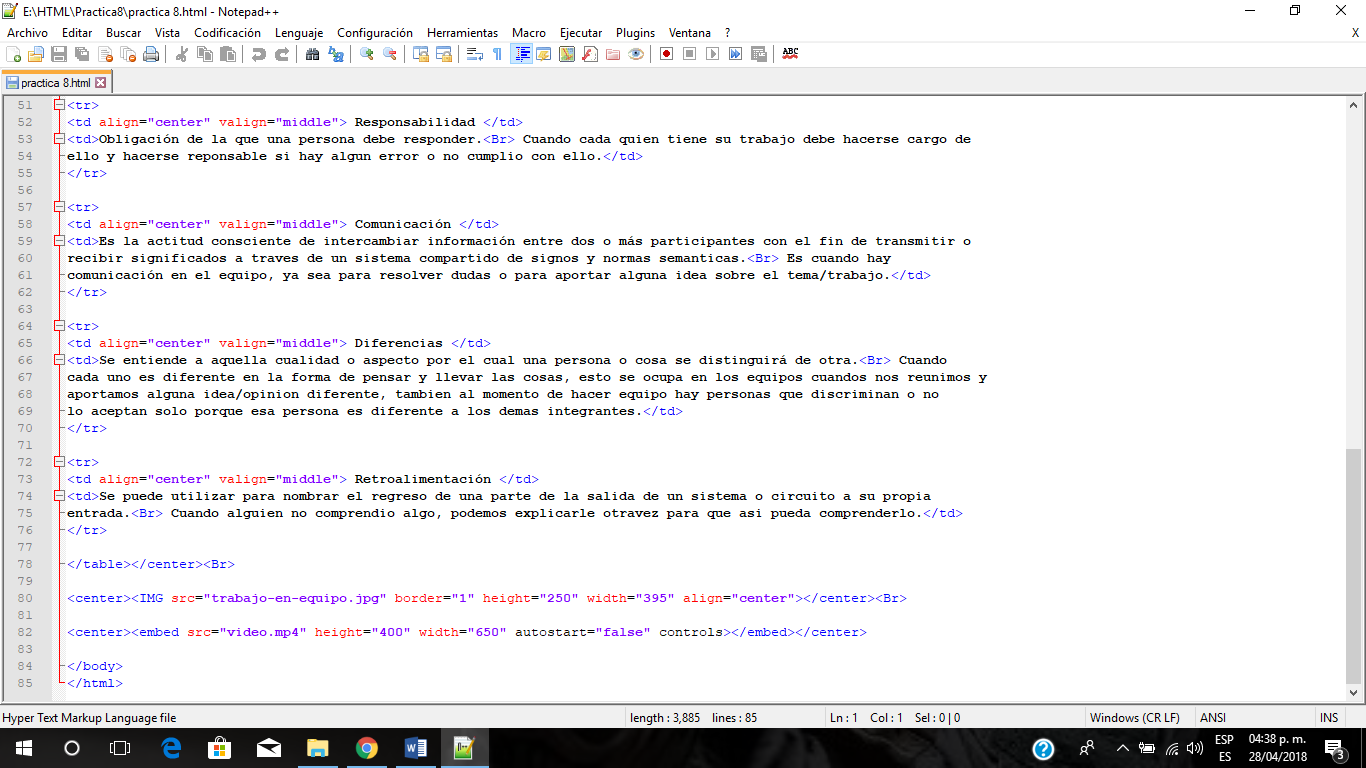 E:\HTML\Practica8\practica 8.html - Notepad++
Archivo Editar Buscar Vista Codificación Lenguaje Configuración Herramientas Macro Ejecutar Plugins Ventana ? X
practica 8.html
51 <tr>
52 <td align="center" valign="middle"> Responsabilidad </td>
53 <td>Obligación de la que una persona debe responder.<Br> Cuando cada quien tiene su trabajo debe hacerse cargo de
54 ello y hacerse reponsable si hay algun error o no cumplio con ello.</td>
55 </tr>
56
57 <tr>
58 <td align="center" valign="middle"> Comunicación </td>
59 <td>Es la actitud consciente de intercambiar información entre dos o más participantes con el fin de transmitir o
60 recibir significados a traves de un sistema compartido de signos y normas semanticas.<Br> Es cuando hay
61 comunicación en el equipo, ya sea para resolver dudas o para aportar alguna idea sobre el tema/trabajo.</td>
62 </tr>
63
64 <tr>
65 <td align="center" valign="middle"> Diferencias </td>
66 <td>Se entiende a aquella cualidad o aspecto por el cual una persona o cosa se distinguirá de otra.<Br> Cuando
67 cada uno es diferente en la forma de pensar y llevar las cosas, esto se ocupa en los equipos cuandos nos reunimos y
68 aportamos alguna idea/opinion diferente, tambien al momento de hacer equipo hay personas que discriminan o no
69 lo aceptan solo porque esa persona es diferente a los demas integrantes.</td>
70 </tr>
71
72 <tr>
73 <td align="center" valign="middle"> Retroalimentación </td>
74 <td>Se puede utilizar para nombrar el regreso de una parte de la salida de un sistema o circuito a su propia
75 entrada.<Br> Cuando alguien no comprendio algo, podemos explicarle otravez para que asi pueda comprenderlo.</td>
76 </tr>
77
78 </table></center><Br>
79
80 <center><IMG src="trabajo-en-equipo.jpg" border="1" height="250" width="395" align="center"></center><Br>
81
82 <center><embed src="video.mp4" height="400" width="650" autostart="false" controls></embed></center>
83
84 </body>
85 </html>
Hyper Text Markup Language file length : 3,885 lines : 85 Ln : 1 Col : 1 Sel : 0 | 0 Windows (CR LF) ANSI INS
ESP 04:38 p. m.
ES 28/04/2018 3